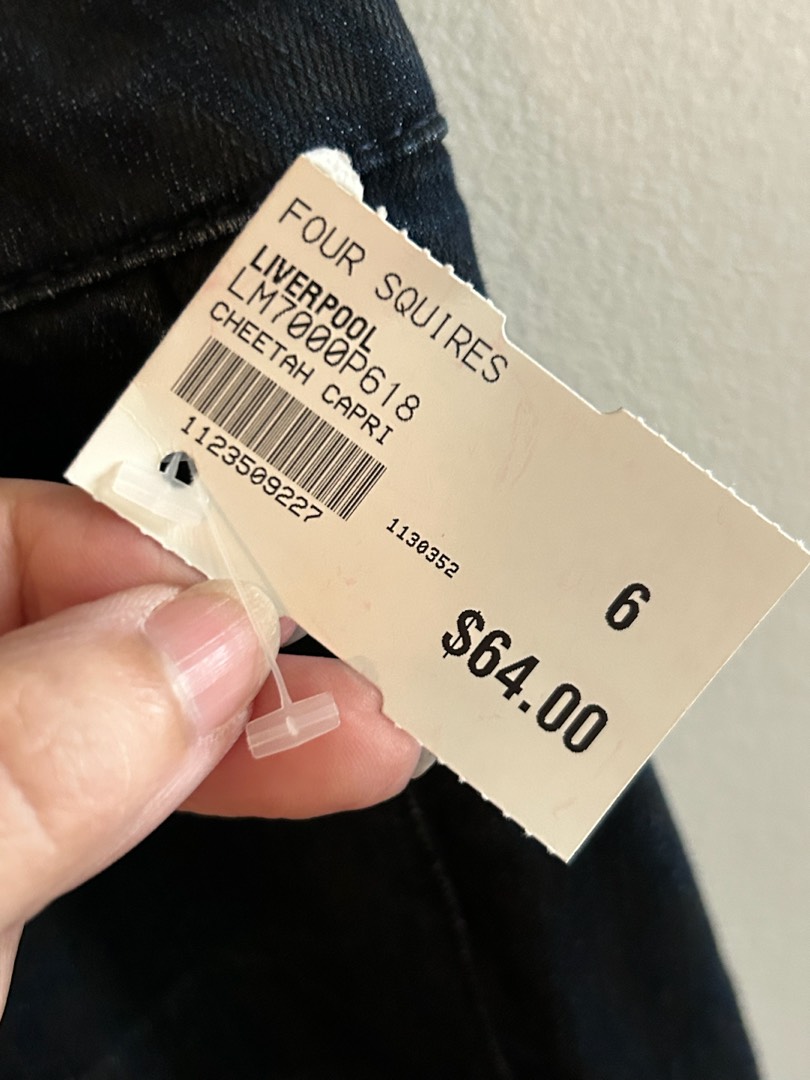 FOUR SQUIRES
LIVERPOOL
LM7000P618
CHEETAH CAPRI
1123509227
1130352
6
$64.00